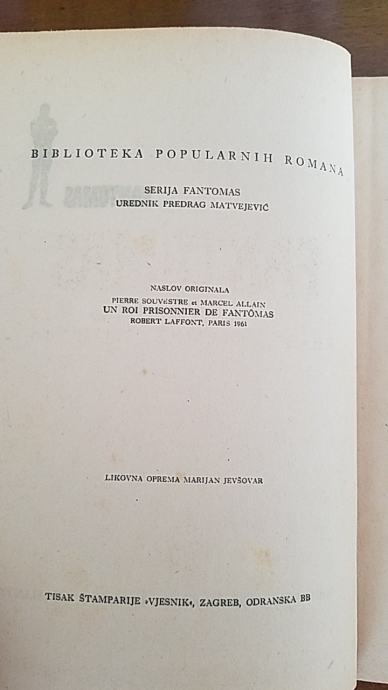 BIBLIOTEKA POPULARNIH ROMANA
SERIJA FANTOMAS
UREDNIK PREDRAG MATVEJEVIĆ
NASLOV ORIGINALA
PIERRE SOUVESTRE et MARCEL ALLAIN
UN ROI PRISONNIER DE FANTÔMAS
ROBERT LAFFONT, PARIS 1961
LIKOVNA OPREMA MARIJAN JEVŠOVAR
TISAK ŠTAMPARIJE »VJESNIK«, ZAGREB, ODRANSKA BB